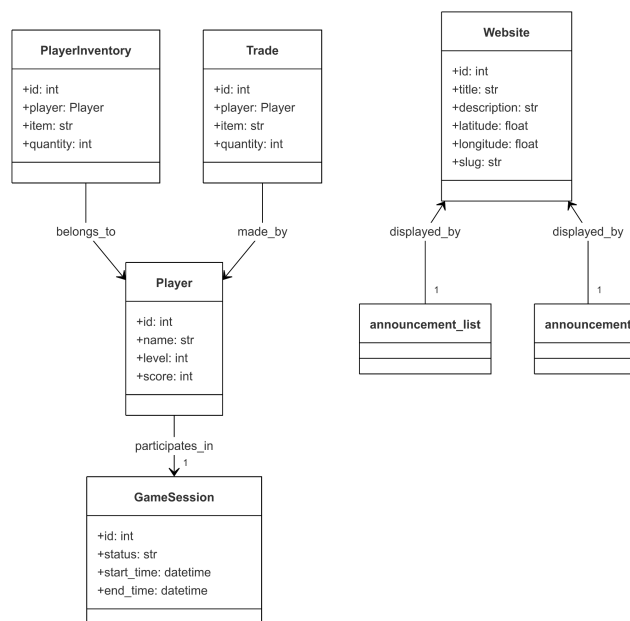 PlayerInventory
+id: int
+player: Player
+item: str
+quantity: int
Trade
+id: int
+player: Player
+item: str
+quantity: int
Website
+id: int
+title: str
+description: str
+latitude: float
+longitude: float
+slug: str
belongs_to
made_by
displayed_by
displayed_by
1
1
Player
+id: int
+name: str
+level: int
+score: int
announcement_list
announcement
participates_in
1
GameSession
+id: int
+status: str
+start_time: datetime
+end_time: datetime